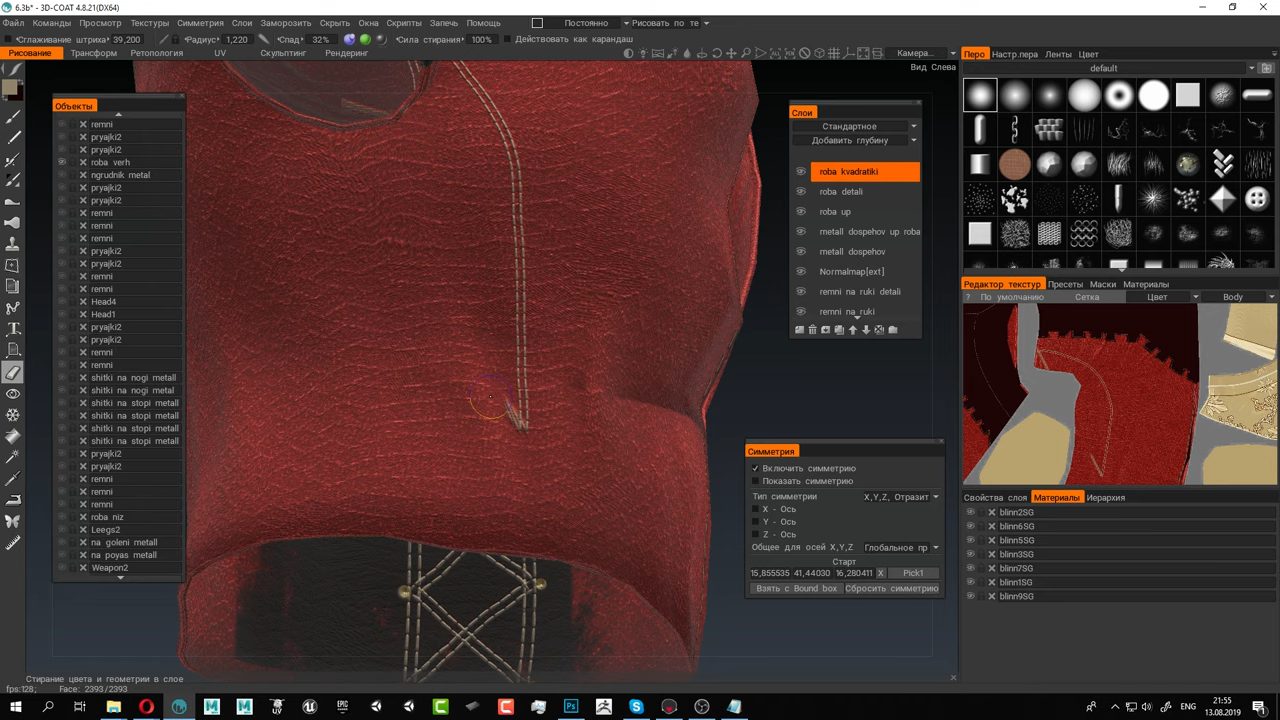 6.3b* - 3D-COAT 4.8.21(DX64)
Файл Команды Просмотр Текстуры Симметрия Слои Заморозить Скрыть Окна Скрипты Запечь Помощь Постоянно Рисовать по те
Сглаживание штриха 39,200 Радиус 1,220 Спад 32% Сила стирания 100% Действовать как карандаш
Рисование Трансформ Ретопология UV Скульптинг Рендеринг Камера...
Вид Слева
Объекты
remni
pryajki2
pryajki2
roba verh
ngrudnik metal
pryajki2
pryajki2
remni
remni
remni
pryajki2
pryajki2
remni
remni
Head4
Head1
pryajki2
pryajki2
remni
remni
shitki na nogi metall
shitki na nogi metal
shitki na stopi metall
shitki na stopi metall
shitki na stopi metall
shitki na stopi metall
pryajki2
pryajki2
remni
remni
remni
roba niz
Leegs2
na goleni metall
na poyas metall
Weapon2
Слои
Стандартное
Добавить глубину
roba kvadratiki
roba detali
roba up
metall dospehov up roba
metall dospehov
Normalmap[ext]
remni na ruki detali
remni na ruki
Симметрия
Включить симметрию
Показать симметрию
Тип симметрии X,Y,Z, Отразит
X - Ось
Y - Ось
Z - Ось
Общее для осей X,Y,Z Глобальное пр
Старт
15,855535 41,44030 16,280411 X Pick1
Взять с Bound box Сбросить симметрию
Перо Настр.пера Ленты Цвет
default
Редактор текстур Пресеты Маски Материалы
? По умолчанию Сетка Цвет Body
Свойства слоя Материалы Иерархия
blinn2SG
blinn6SG
blinn5SG
blinn3SG
blinn7SG
blinn1SG
blinn9SG
Стирание цвета и геометрии в слое
fps:128; Face: 2393/2393
EPIC
Ps
ENG
21:55
13.08.2019